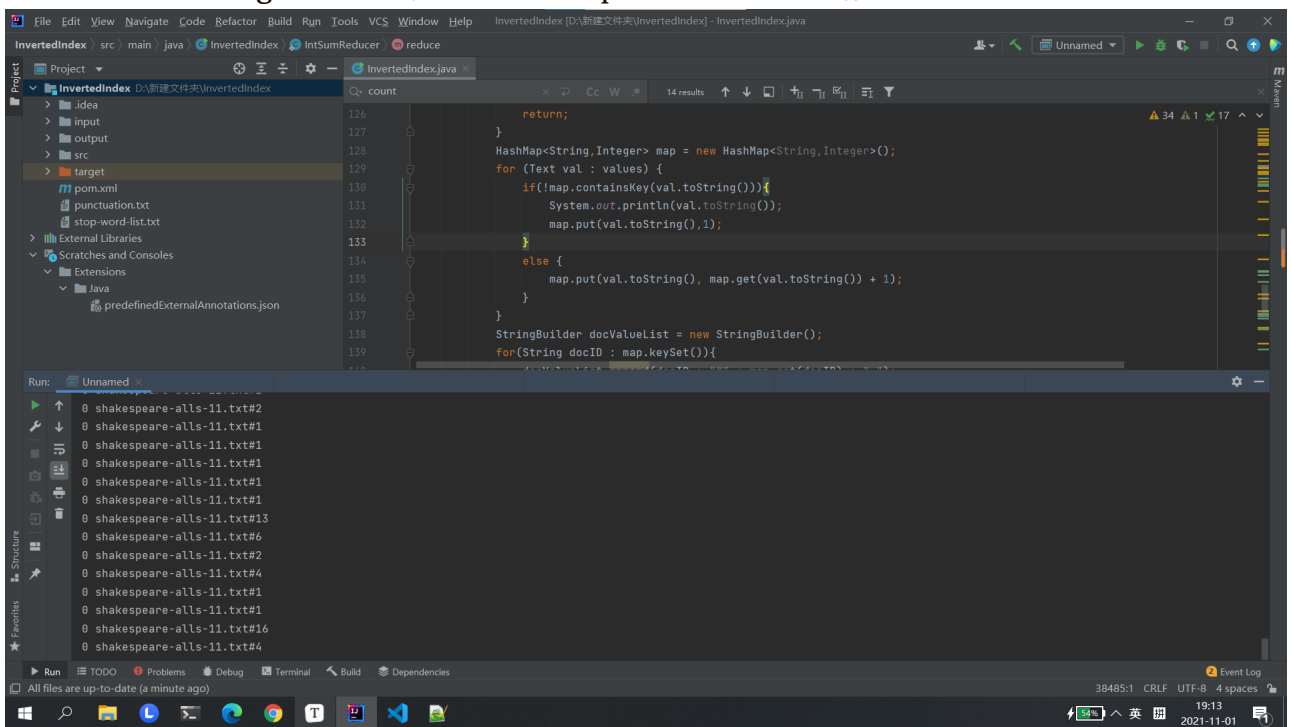 File Edit View Navigate Code Refactor Build Run Tools VCS Window Help InvertedIndex [D:\新建文件夹\InvertedIndex] - InvertedIndex.java
InvertedIndex src main java InvertedIndex IntSumReducer reduce Unnamed
Project
InvertedIndex.java
InvertedIndex D:\新建文件夹\InvertedIndex
.idea
input
output
src
target
pom.xml
punctuation.txt
stop-word-list.txt
External Libraries
Scratches and Consoles
Extensions
Java
predefinedExternalAnnotations.json
Project
Maven
count Cc W .* 14 results
34 1 17
126 return;
127 }
128 HashMap<String,Integer> map = new HashMap<String,Integer>();
129 for (Text val : values) {
130 if(!map.containsKey(val.toString())){
131 System.out.println(val.toString());
132 map.put(val.toString(),1);
133 }
134 else {
135 map.put(val.toString(), map.get(val.toString()) + 1);
136 }
137 }
138 StringBuilder docValueList = new StringBuilder();
139 for(String docID : map.keySet()){
Run: Unnamed
0 shakespeare-alls-11.txt#2
0 shakespeare-alls-11.txt#1
0 shakespeare-alls-11.txt#1
0 shakespeare-alls-11.txt#1
0 shakespeare-alls-11.txt#1
0 shakespeare-alls-11.txt#1
0 shakespeare-alls-11.txt#13
0 shakespeare-alls-11.txt#6
0 shakespeare-alls-11.txt#2
0 shakespeare-alls-11.txt#4
0 shakespeare-alls-11.txt#1
0 shakespeare-alls-11.txt#1
0 shakespeare-alls-11.txt#16
0 shakespeare-alls-11.txt#4
Structure
Favorites
Run TODO Problems Debug Terminal Build Dependencies 2 Event Log
All files are up-to-date (a minute ago) 38485:1 CRLF UTF-8 4 spaces
54% 英 拼 19:13
2021-11-01